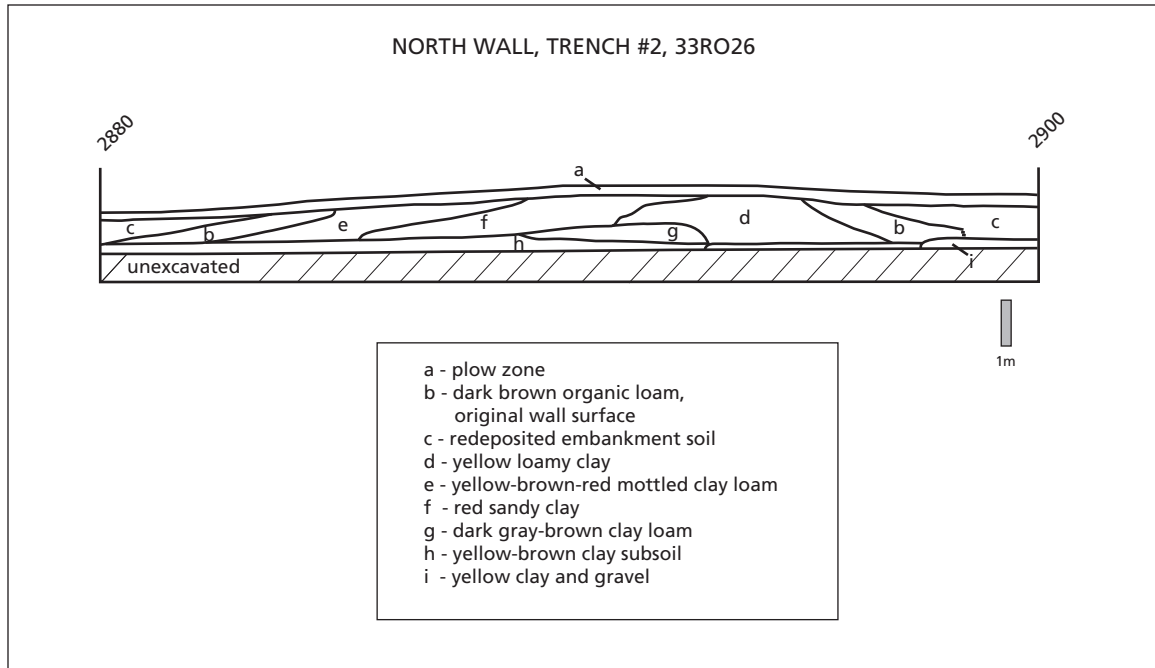 NORTH WALL, TRENCH #2, 33RO26
2880
2900
a
c
b
e
f
h
g
d
b
c
i
unexcavated
1m
a - plow zone
b - dark brown organic loam,
original wall surface
c - redeposited embankment soil
d - yellow loamy clay
e - yellow-brown-red mottled clay loam
f - red sandy clay
g - dark gray-brown clay loam
h - yellow-brown clay subsoil
i - yellow clay and gravel